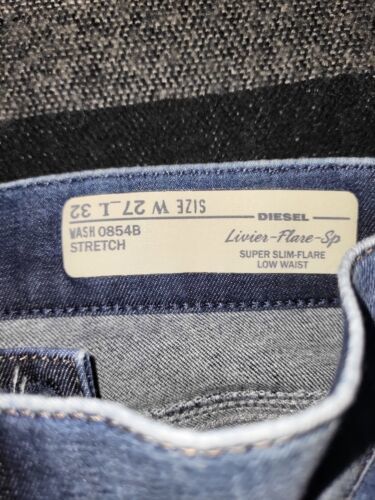 SIZE W 27 L 32
WASH 0854B
STRETCH
DIESEL
Livier-Flare-Sp
SUPER SLIM-FLARE
LOW WAIST